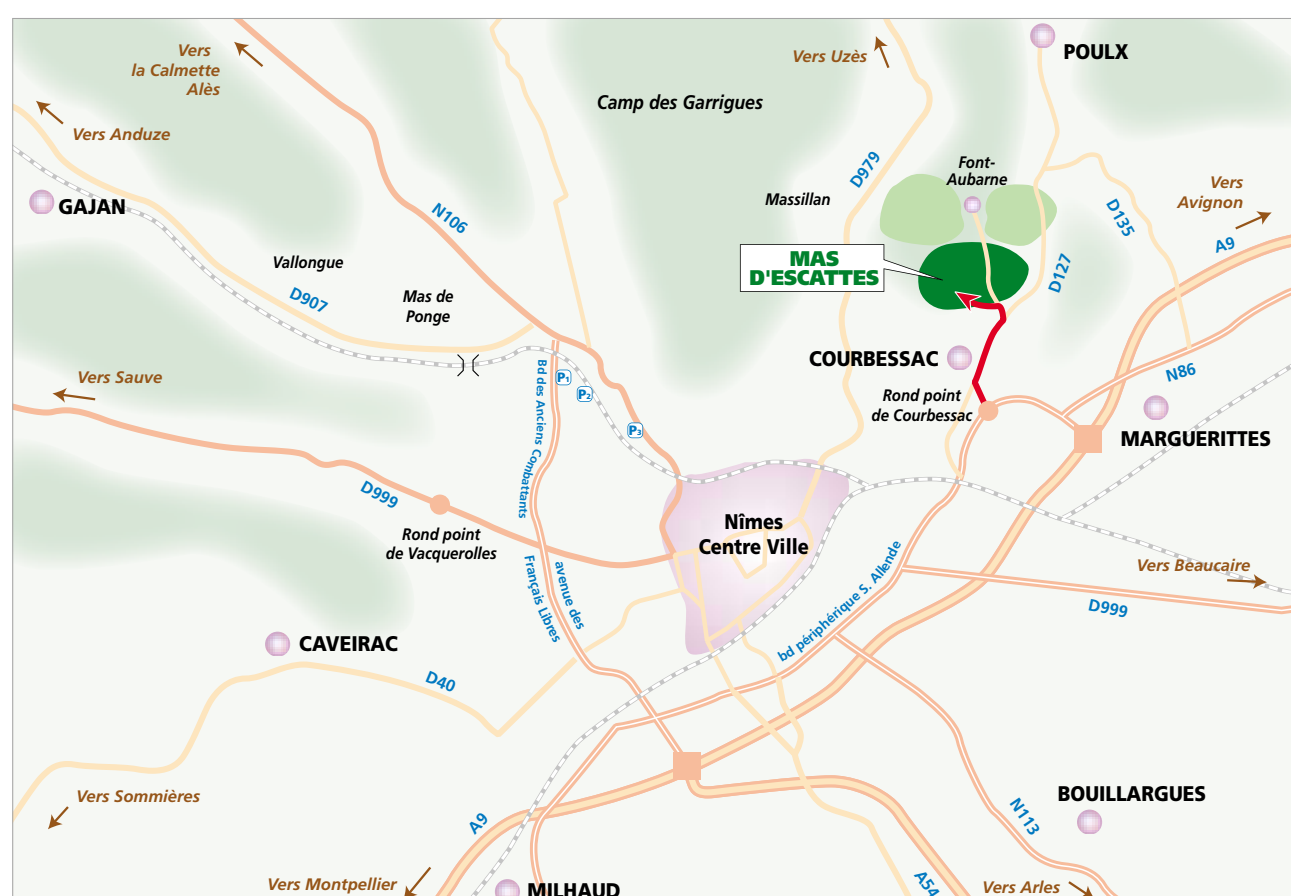 Vers
la Calmette
Alès
Vers Uzès
POULX
Camp des Garrigues
Vers Anduze
D979
Font-
Aubarne
Vers
Avignon
Massillan
GAJAN
N106
D135
A9
Vallongue
MAS
D'ESCATTES
D127
D907
Mas de
Ponge
COURBESSAC
Vers Sauve
P1
P2
P3
Bd des Anciens Combattants
Rond point
de Courbessac
N86
MARGUERITTES
D999
Rond point
de Vacquerolles
Nîmes
Centre Ville
avenue des
Français Libres
bd périphérique S. Allende
Vers Beaucaire
D999
CAVEIRAC
D40
Vers Sommières
BOUILLARGUES
A9
N113
Vers Montpellier
MILHAUD
A54
Vers Arles